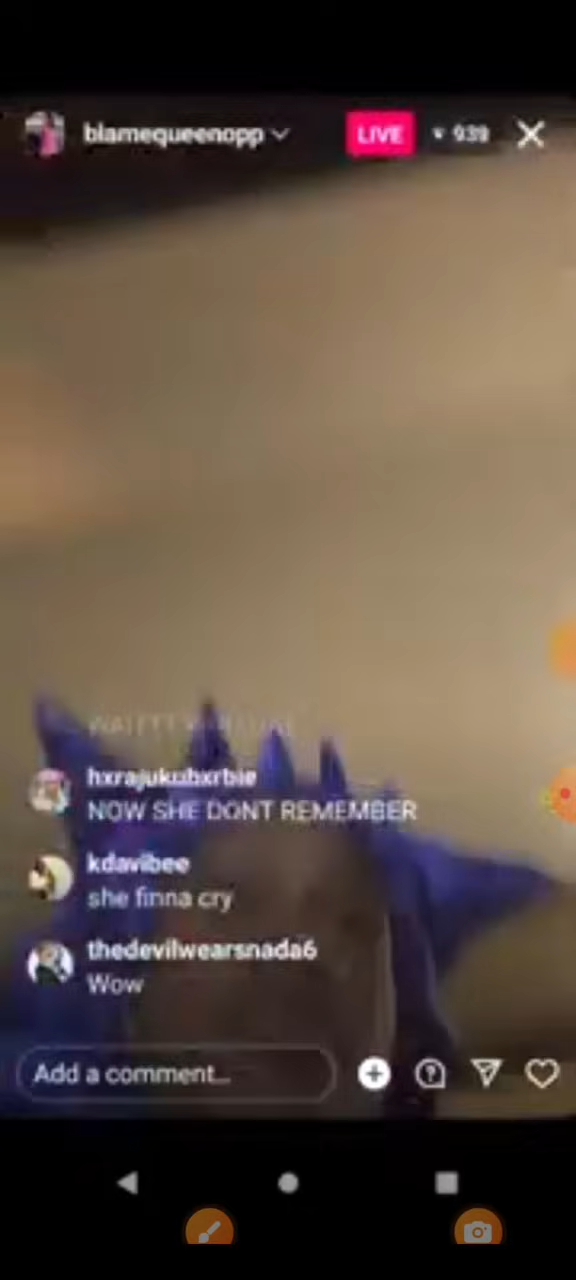 blamequeenopp
LIVE
939
hxrajukubxrbie
NOW SHE DONT REMEMBER
kdavibee
she finna cry
thedevilwearsnada6
Wow
Add a comment...